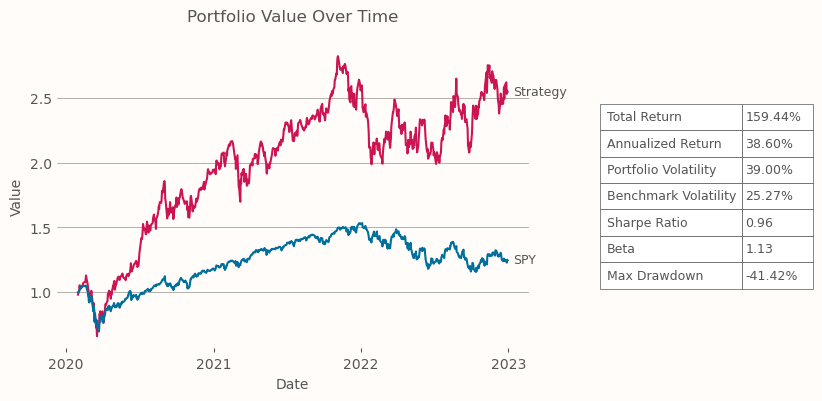 Portfolio Value Over Time
Value
2.5
2.0
1.5
1.0
Strategy
SPY
2020
2021
2022
2023
Date
Total Return 159.44%
Annualized Return 38.60%
Portfolio Volatility 39.00%
Benchmark Volatility 25.27%
Sharpe Ratio 0.96
Beta 1.13
Max Drawdown -41.42%